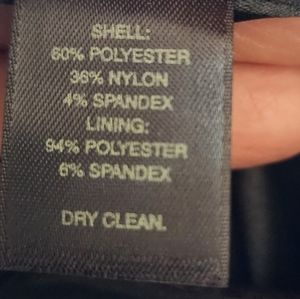 SHELL:
60% POLYESTER
36% NYLON
4% SPANDEX
LINING:
94% POLYESTER
6% SPANDEX
DRY CLEAN.